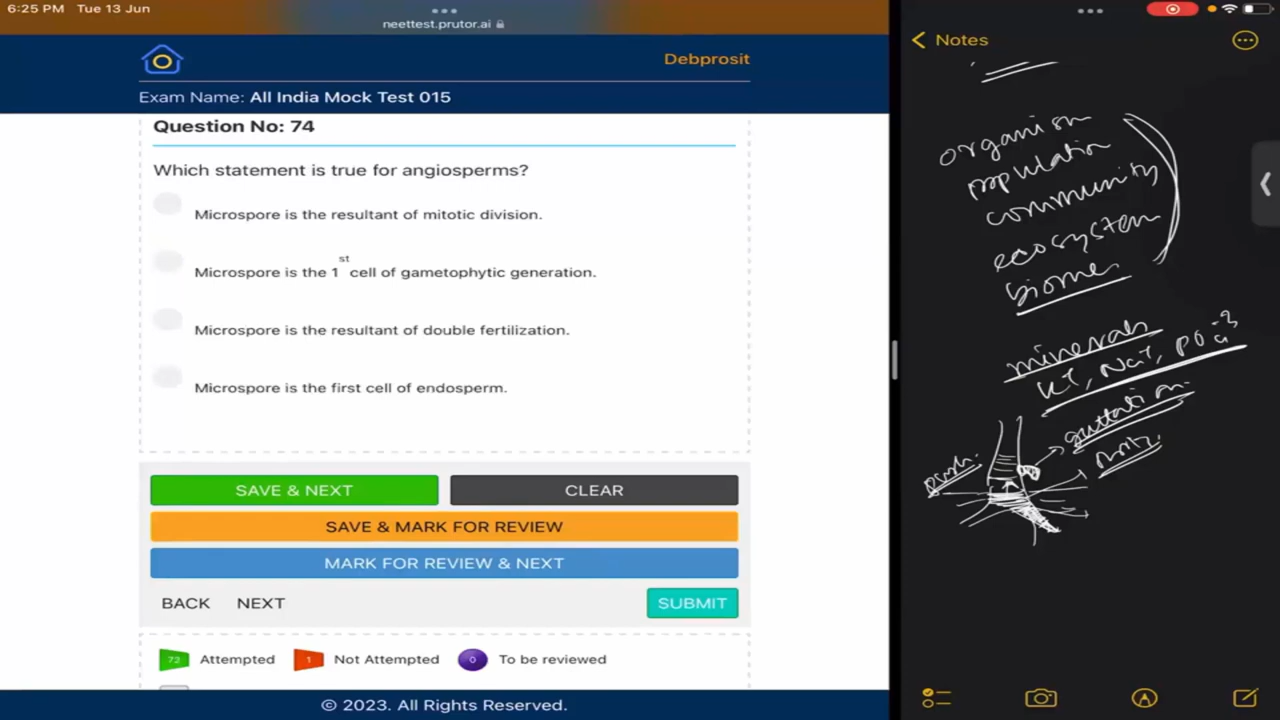 6:25 PM Tue 13 Jun
neettest.prutor.ai
Debprosit
Exam Name: All India Mock Test 015
Question No: 74
Which statement is true for angiosperms?
Microspore is the resultant of mitotic division.
Microspore is the 1st cell of gametophytic generation.
Microspore is the resultant of double fertilization.
Microspore is the first cell of endosperm.
SAVE & NEXT
CLEAR
SAVE & MARK FOR REVIEW
MARK FOR REVIEW & NEXT
BACK
NEXT
SUBMIT
72 Attempted
1 Not Attempted
0 To be reviewed
© 2023. All Rights Reserved.
Notes
organism
population
community
ecosystem
biome
minerals
K+, Na+, PO4-3
guttation
push